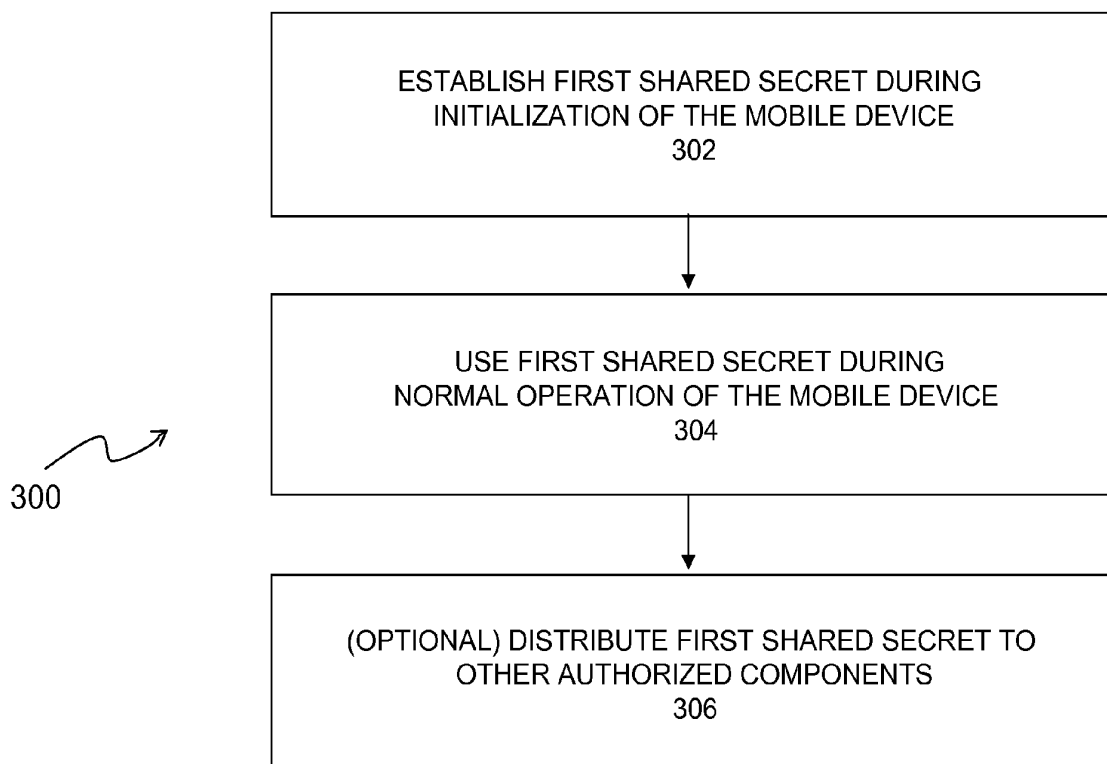 ESTABLISH FIRST SHARED SECRET DURING
INITIALIZATION OF THE MOBILE DEVICE
302
USE FIRST SHARED SECRET DURING
NORMAL OPERATION OF THE MOBILE DEVICE
304
300
(OPTIONAL) DISTRIBUTE FIRST SHARED SECRET TO
OTHER AUTHORIZED COMPONENTS
306